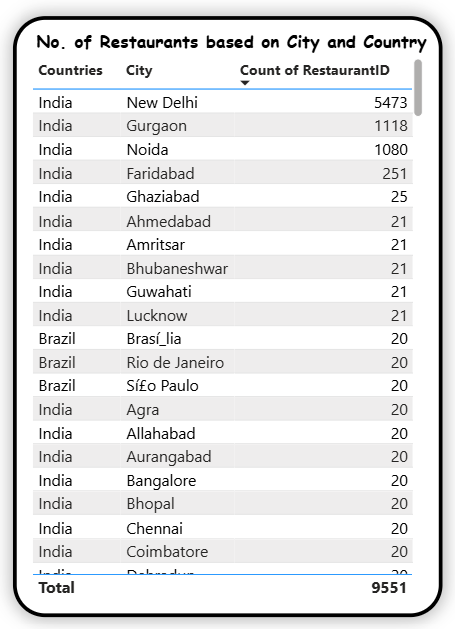 No. of Restaurants based on City and Country
Countries City Count of RestaurantID
India New Delhi 5473
India Gurgaon 1118
India Noida 1080
India Faridabad 251
India Ghaziabad 25
India Ahmedabad 21
India Amritsar 21
India Bhubaneshwar 21
India Guwahati 21
India Lucknow 21
Brazil Brasí_lia 20
Brazil Rio de Janeiro 20
Brazil Sí£o Paulo 20
India Agra 20
India Allahabad 20
India Aurangabad 20
India Bangalore 20
India Bhopal 20
India Chennai 20
India Coimbatore 20
Total 9551